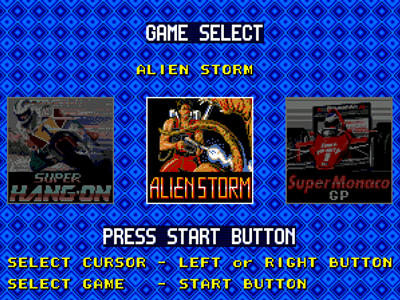 GAME SELECT
ALIEN STORM
SUPER
HANG-ON
ALIEN STORM
Super Monaco
GP
PRESS START BUTTON
SELECT CURSOR - LEFT or RIGHT BUTTON
SELECT GAME - START BUTTON